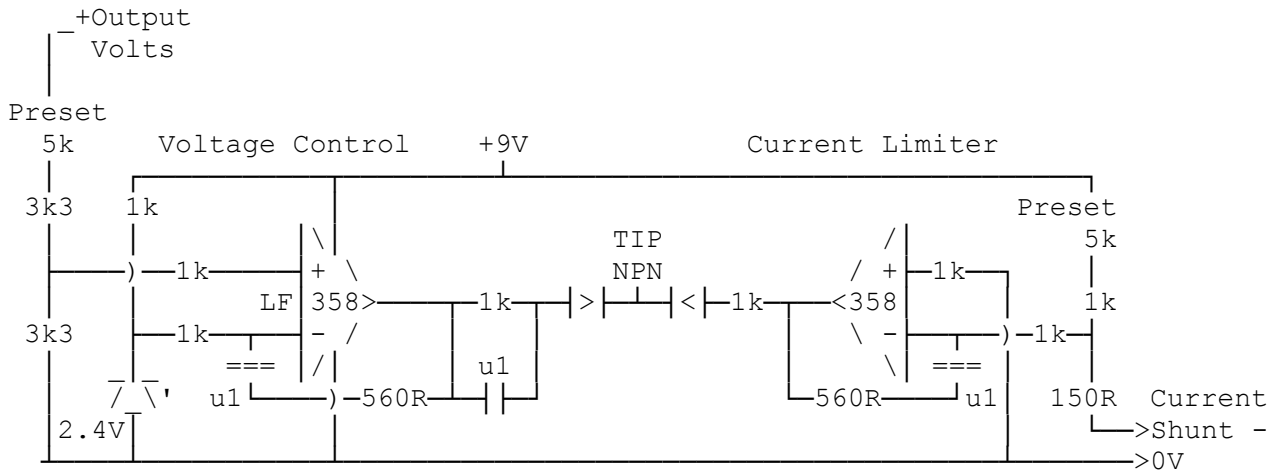 +Output
Volts
Preset
5k Voltage Control +9V Current Limiter
3k3 1k Preset
TIP 5k
1k + NPN + 1k
LF 358> 1k > < 1k <358 1k
3k3 1k - - 1k
=== u1 ===
u1 560R 560R u1 150R Current
2.4V Shunt -
0V